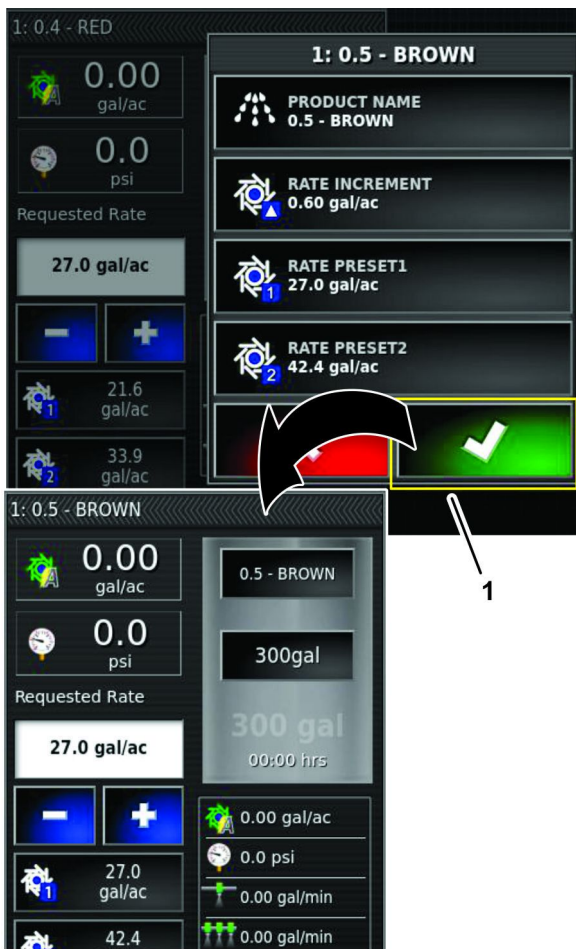 1: 0.4 - RED
0.00
gal/ac
0.0
psi
Requested Rate
27.0 gal/ac
21.6
gal/ac
1
33.9
gal/ac
2
1: 0.5 - BROWN
PRODUCT NAME
0.5 - BROWN
RATE INCREMENT
0.60 gal/ac
RATE PRESET1
27.0 gal/ac
1
RATE PRESET2
42.4 gal/ac
2
1
1: 0.5 - BROWN
0.00
gal/ac
0.0
psi
Requested Rate
27.0 gal/ac
27.0
gal/ac
1
42.4
0.5 - BROWN
300gal
300 gal
00:00 hrs
0.00 gal/ac
0.0 psi
0.00 gal/min
0.00 gal/min